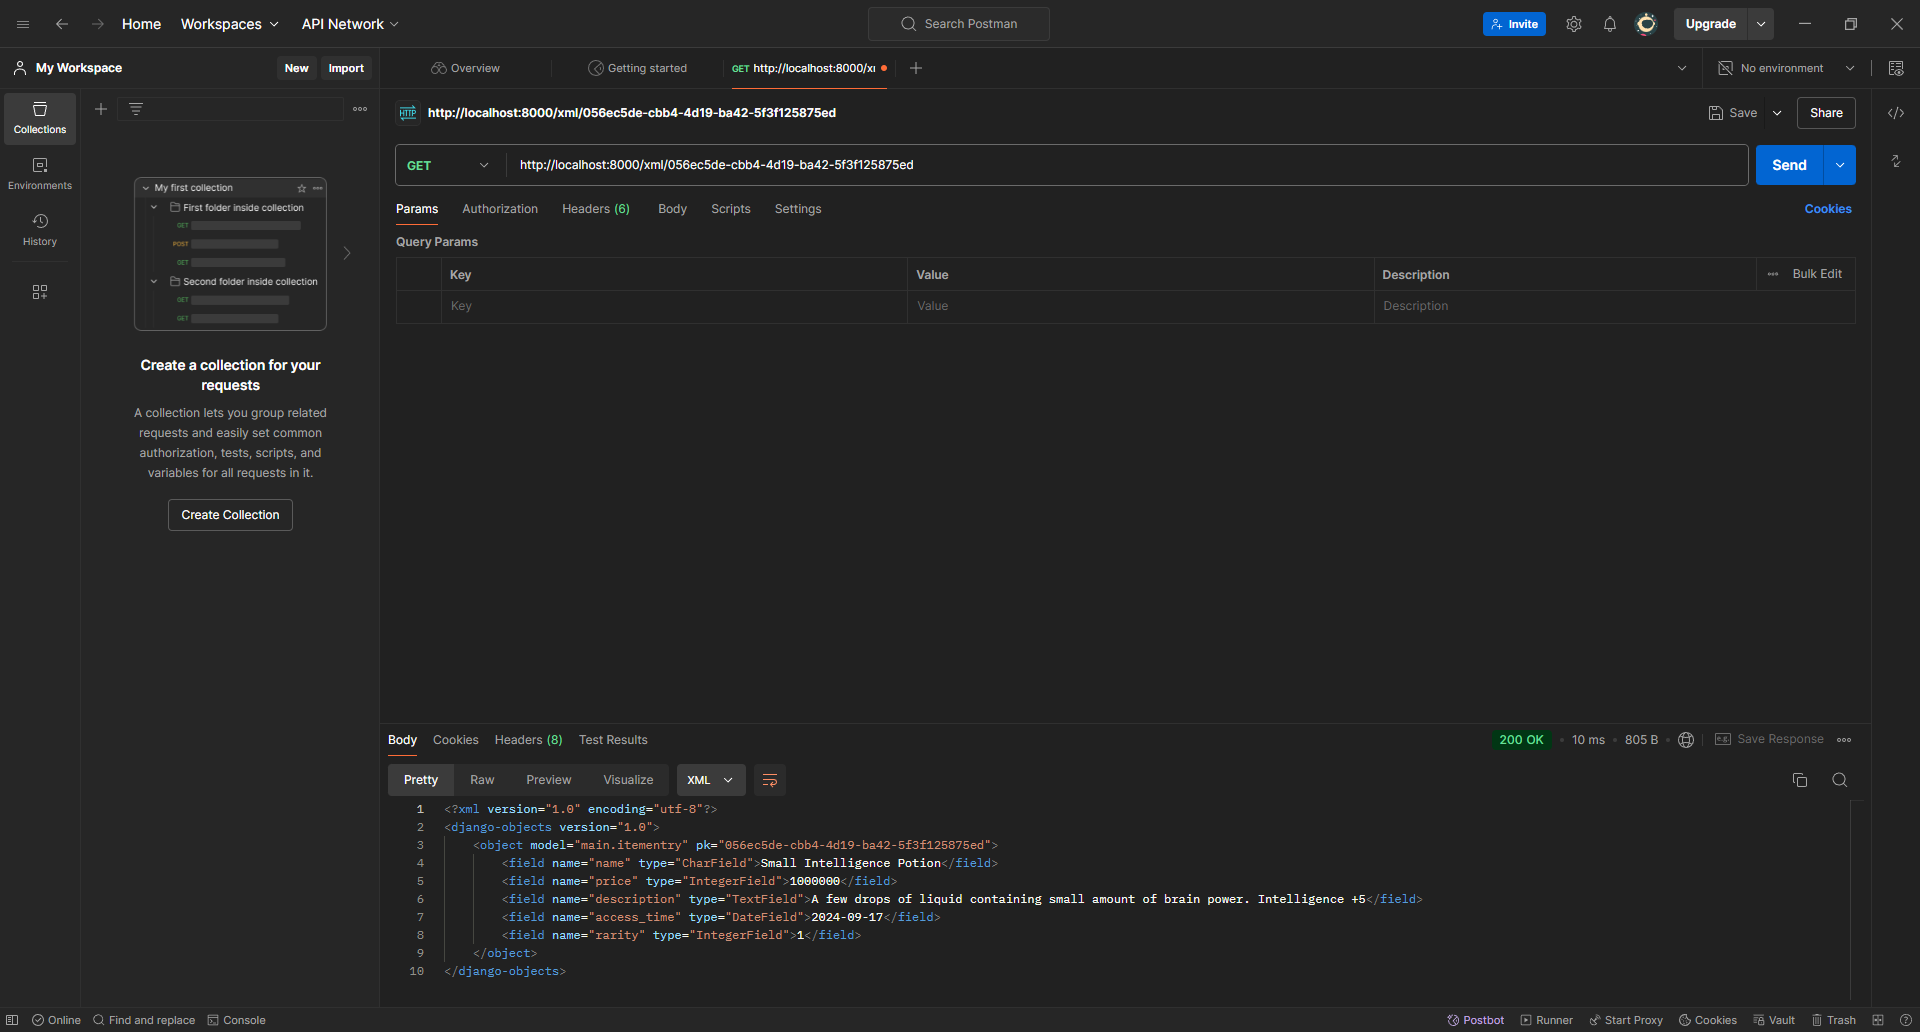 Home
Workspaces
API Network
Search Postman
Invite
Upgrade
My Workspace
New
Import
Overview
Getting started
GET http://localhost:8000/x
No environment
Collections
Environments
History
My first collection
First folder inside collection
GET
POST
GET
Second folder inside collection
GET
GET
Create a collection for your
requests
A collection lets you group related
requests and easily set common
authorization, tests, scripts, and
variables for all requests in it.
Create Collection
HTTP http://localhost:8000/xml/056ec5de-cbb4-4d19-ba42-5f3f125875ed
Save
Share
GET
http://localhost:8000/xml/056ec5de-cbb4-4d19-ba42-5f3f125875ed
Send
Params
Authorization
Headers (6)
Body
Scripts
Settings
Cookies
Query Params
Key
Value
Description
Bulk Edit
Key
Value
Description
Body
Cookies
Headers (8)
Test Results
200 OK
10 ms
805 B
e.g. Save Response
Pretty
Raw
Preview
Visualize
XML
1 <?xml version="1.0" encoding="utf-8"?>
2 <django-objects version="1.0">
3 <object model="main.itementry" pk="056ec5de-cbb4-4d19-ba42-5f3f125875ed">
4 <field name="name" type="CharField">Small Intelligence Potion</field>
5 <field name="price" type="IntegerField">1000000</field>
6 <field name="description" type="TextField">A few drops of liquid containing small amount of brain power. Intelligence +5</field>
7 <field name="access_time" type="DateField">2024-09-17</field>
8 <field name="rarity" type="IntegerField">1</field>
9 </object>
10 </django-objects>
Online
Find and replace
Console
Postbot
Runner
Start Proxy
Cookies
Vault
Trash